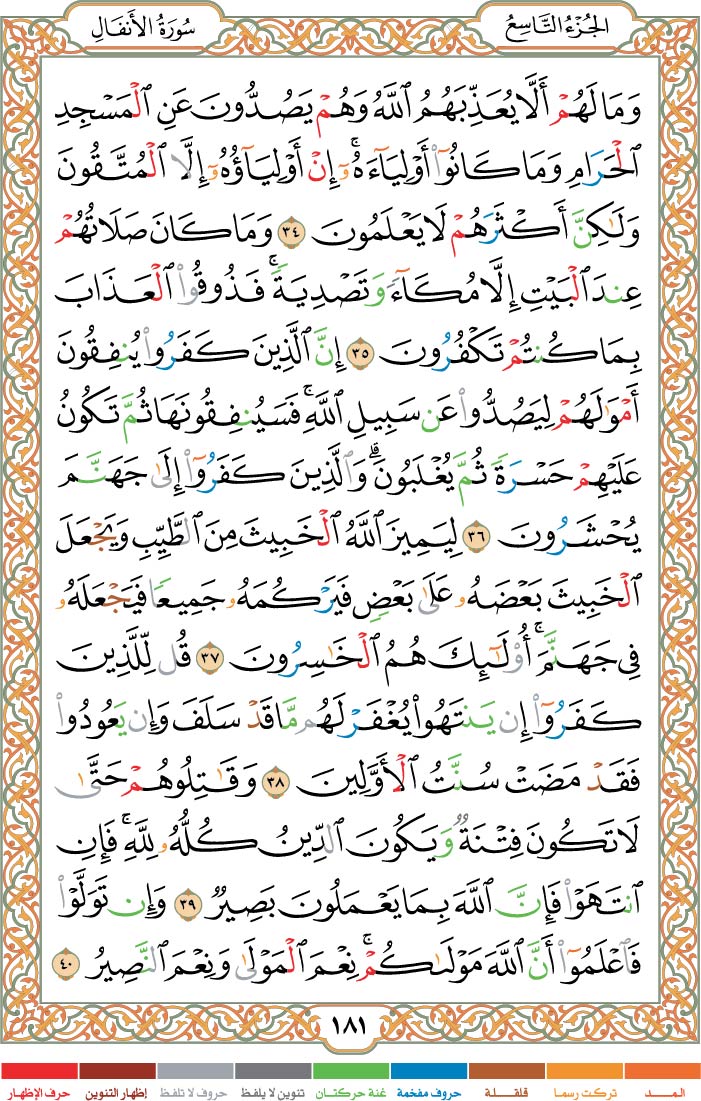 الجُزْءُ التَّاسِعُ
سُورَةُ الأَنفَالِ
وَمَا لَهُمْ أَلَّا يُعَذِّبَهُمُ ٱللَّهُ وَهُمْ يَصُدُّونَ عَنِ ٱلْمَسْجِدِ
ٱلْحَرَامِ وَمَا كَانُوٓا۟ أَوْلِيَآءَهُۥٓ ۚ إِنْ أَوْلِيَآؤُهُۥٓ إِلَّا ٱلْمُتَّقُونَ
وَلَٰكِنَّ أَكْثَرَهُمْ لَا يَعْلَمُونَ ٣٤ وَمَا كَانَ صَلَاتُهُمْ
عِندَ ٱلْبَيْتِ إِلَّا مُكَآءً وَتَصْدِيَةً ۚ فَذُوقُوا۟ ٱلْعَذَابَ
بِمَا كُنتُمْ تَكْفُرُونَ ٣٥ إِنَّ ٱلَّذِينَ كَفَرُوا۟ يُنفِقُونَ
أَمْوَٰلَهُمْ لِيَصُدُّوا۟ عَن سَبِيلِ ٱللَّهِ ۚ فَسَيُنفِقُونَهَا ثُمَّ تَكُونُ
عَلَيْهِمْ حَسْرَةً ثُمَّ يُغْلَبُونَ ۗ وَٱلَّذِينَ كَفَرُوٓا۟ إِلَىٰ جَهَنَّمَ
يُحْشَرُونَ ٣٦ لِيَمِيزَ ٱللَّهُ ٱلْخَبِيثَ مِنَ ٱلطَّيِّبِ وَيَجْعَلَ
ٱلْخَبِيثَ بَعْضَهُۥ عَلَىٰ بَعْضٍ فَيَرْكُمَهُۥ جَمِيعًا فَيَجْعَلَهُۥ
فِى جَهَنَّمَ ۚ أُو۟لَٰٓئِكَ هُمُ ٱلْخَٰسِرُونَ ٣٧ قُل لِّلَّذِينَ
كَفَرُوٓا۟ إِن يَنتَهُوا۟ يُغْفَرْ لَهُم مَّا قَدْ سَلَفَ وَإِن يَعُودُوا۟
فَقَدْ مَضَتْ سُنَّتُ ٱلْأَوَّلِينَ ٣٨ وَقَٰتِلُوهُمْ حَتَّىٰ
لَا تَكُونَ فِتْنَةٌ وَيَكُونَ ٱلدِّينُ كُلُّهُۥ لِلَّهِ ۚ فَإِنِ
ٱنتَهَوْا۟ فَإِنَّ ٱللَّهَ بِمَا يَعْمَلُونَ بَصِيرٌ ٣٩ وَإِن تَوَلَّوْا۟
فَٱعْلَمُوٓا۟ أَنَّ ٱللَّهَ مَوْلَىٰكُمْ ۚ نِعْمَ ٱلْمَوْلَىٰ وَنِعْمَ ٱلنَّصِيرُ ٤٠
١٨١
المــد تركت رسما قلقلة حروف مفخمة غنة حركتان تنوين لا يلفظ حروف لا تلفظ إظهار التنوين حرف الإظهار